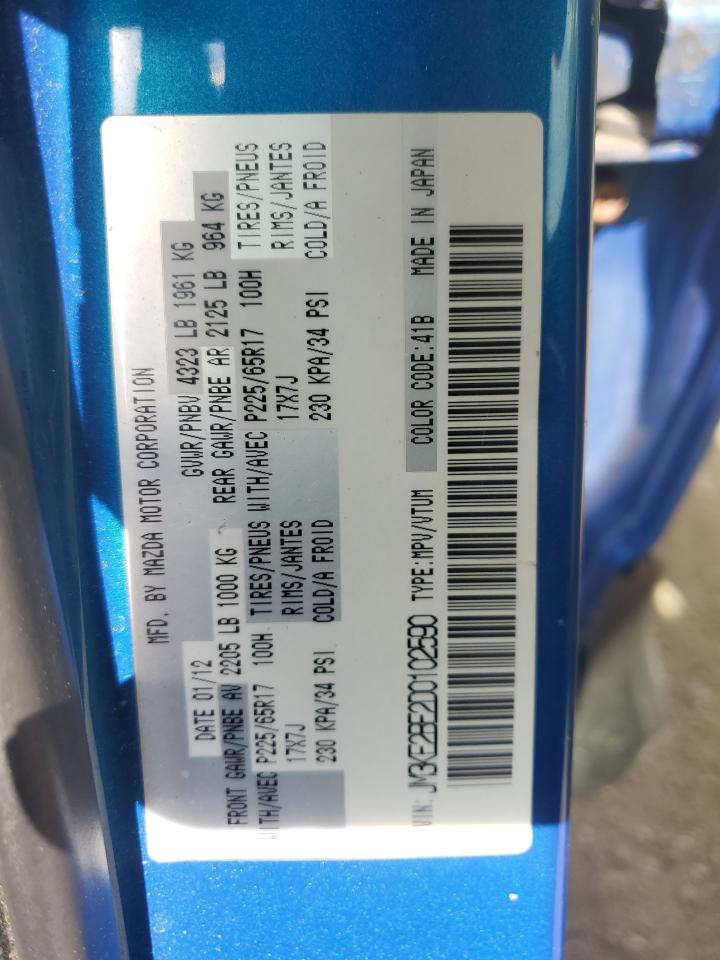 MFD. BY MAZDA MOTOR CORPORATION
DATE 01/12 GVWR/PNBV 4323 LB 1961 KG
FRONT GAWR/PNBE AV 2205 LB 1000 KG REAR GAWR/PNBE AR 2125 LB 964 KG
WITH/AVEC P225/65R17 100H TIRES/PNEUS WITH/AVEC P225/65R17 100H TIRES/PNEUS
17X7J RIMS/JANTES 17X7J RIMS/JANTES
230 KPA/34 PSI COLD/A FROID 230 KPA/34 PSI COLD/A FROID
VIN: JM3KE2BE2D0102590 TYPE:MPV/VTUM COLOR CODE:41B MADE IN JAPAN